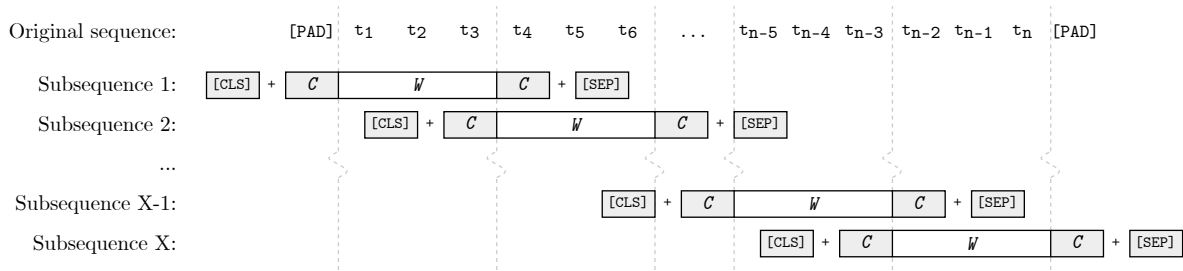 Original sequence: [PAD] t1 t2 t3 t4 t5 t6 ... tn-5 tn-4 tn-3 tn-2 tn-1 tn [PAD]
Subsequence 1: [CLS] + C W C + [SEP]
Subsequence 2: [CLS] + C W C + [SEP]
...
Subsequence X-1: [CLS] + C W C + [SEP]
Subsequence X: [CLS] + C W C + [SEP]